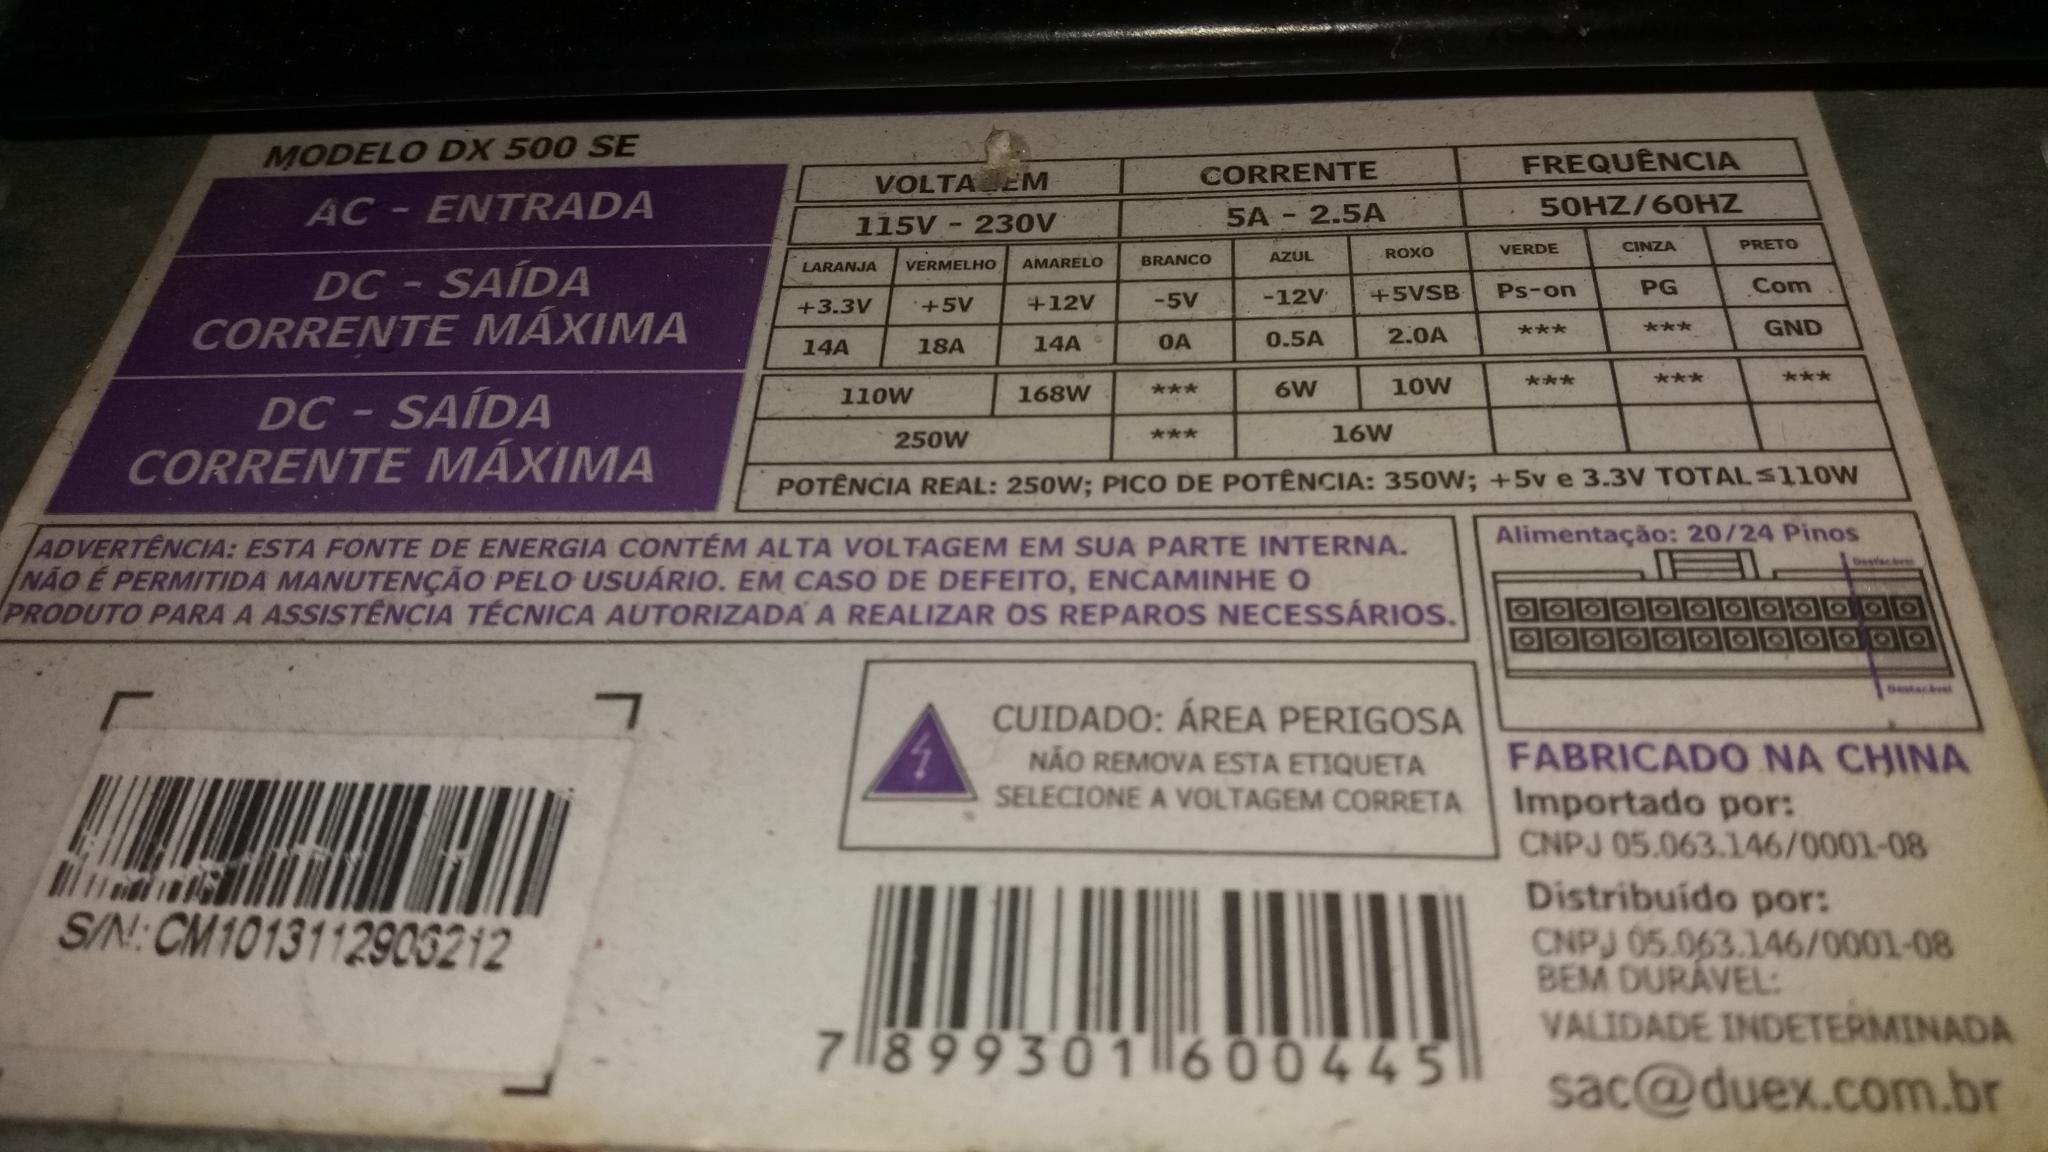 MODELO DX 500 SE
AC - ENTRADA
VOLTAGEM CORRENTE FREQUÊNCIA
115V - 230V 5A - 2.5A 50HZ/60HZ
DC - SAÍDA
CORRENTE MÁXIMA
LARANJA VERMELHO AMARELO BRANCO AZUL ROXO VERDE CINZA PRETO
+3.3V +5V +12V -5V -12V +5VSB Ps-on PG Com
14A 18A 14A 0A 0.5A 2.0A *** *** GND
DC - SAÍDA
CORRENTE MÁXIMA
110W 168W *** 6W 10W *** *** ***
250W *** 16W
POTÊNCIA REAL: 250W; PICO DE POTÊNCIA: 350W; +5v e 3.3V TOTAL≤110W
ADVERTÊNCIA: ESTA FONTE DE ENERGIA CONTÉM ALTA VOLTAGEM EM SUA PARTE INTERNA.
NÃO É PERMITIDA MANUTENÇÃO PELO USUÁRIO. EM CASO DE DEFEITO, ENCAMINHE O
PRODUTO PARA A ASSISTÊNCIA TÉCNICA AUTORIZADA A REALIZAR OS REPAROS NECESSÁRIOS.
Alimentação: 20/24 Pinos
Destacável
Destacável
CUIDADO: ÁREA PERIGOSA
NÃO REMOVA ESTA ETIQUETA
SELECIONE A VOLTAGEM CORRETA
FABRICADO NA CHINA
Importado por:
CNPJ 05.063.146/0001-08
Distribuído por:
CNPJ 05.063.146/0001-08
BEM DURÁVEL:
VALIDADE INDETERMINADA
sac@duex.com.br
S/N: CM1013112906212
7 899301 600445